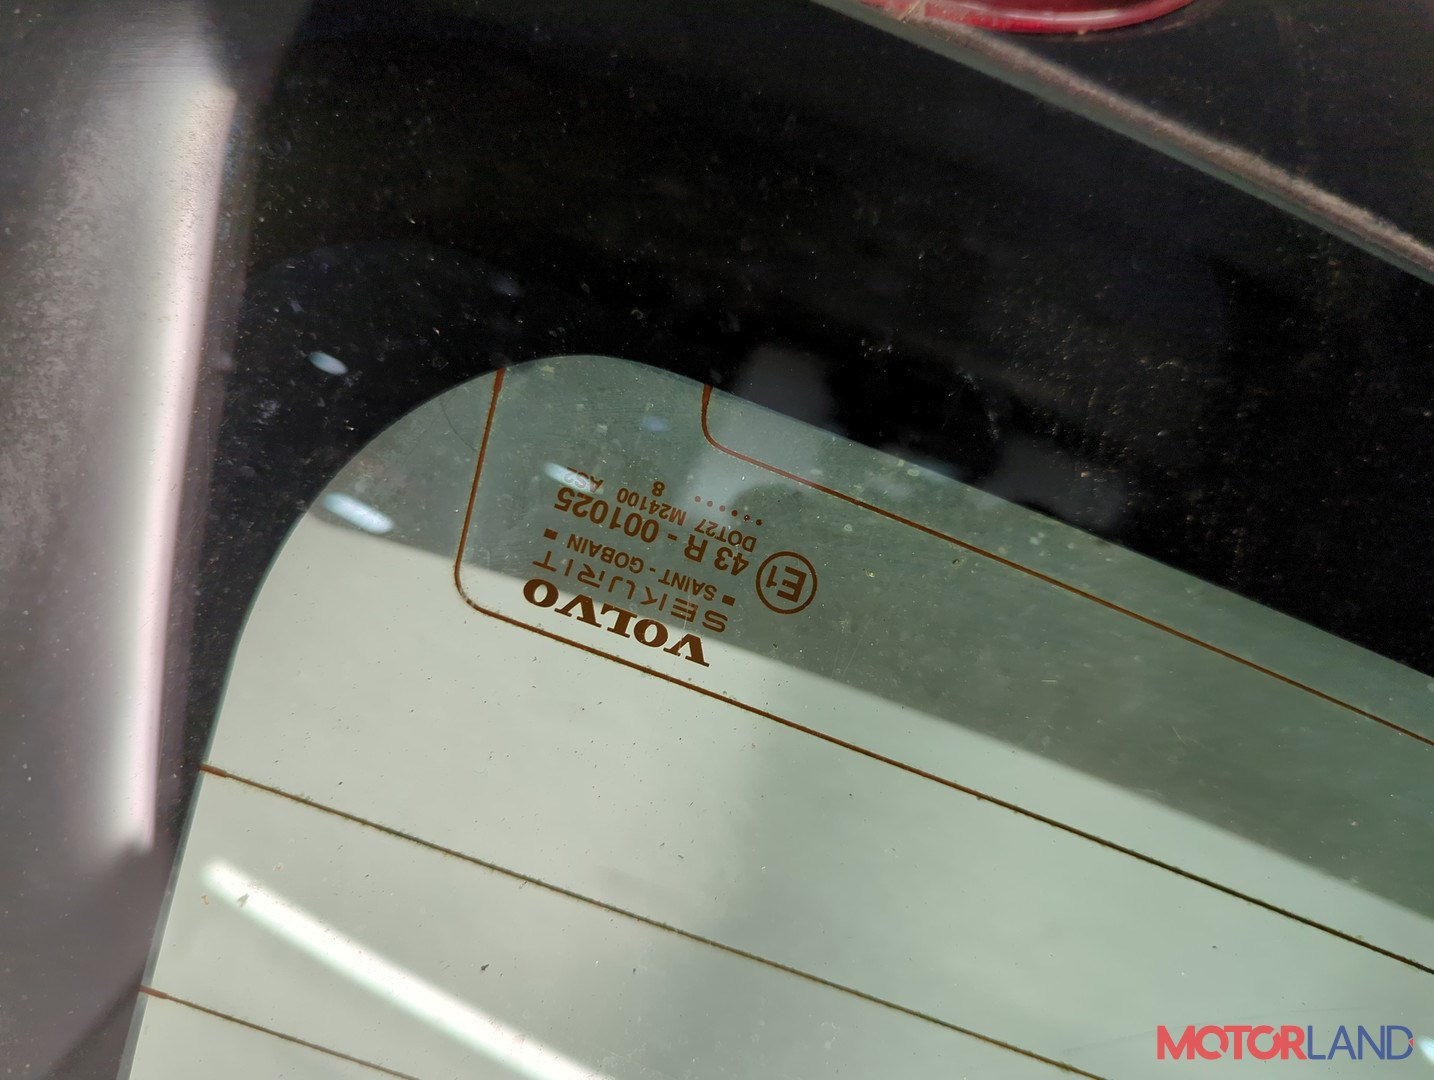 VOLVO
SEKURIT
▪ SAINT - GOBAIN ▪
E1 43 R - 001025
DOT27 M24100 AS2
....... 8
MOTORLAND